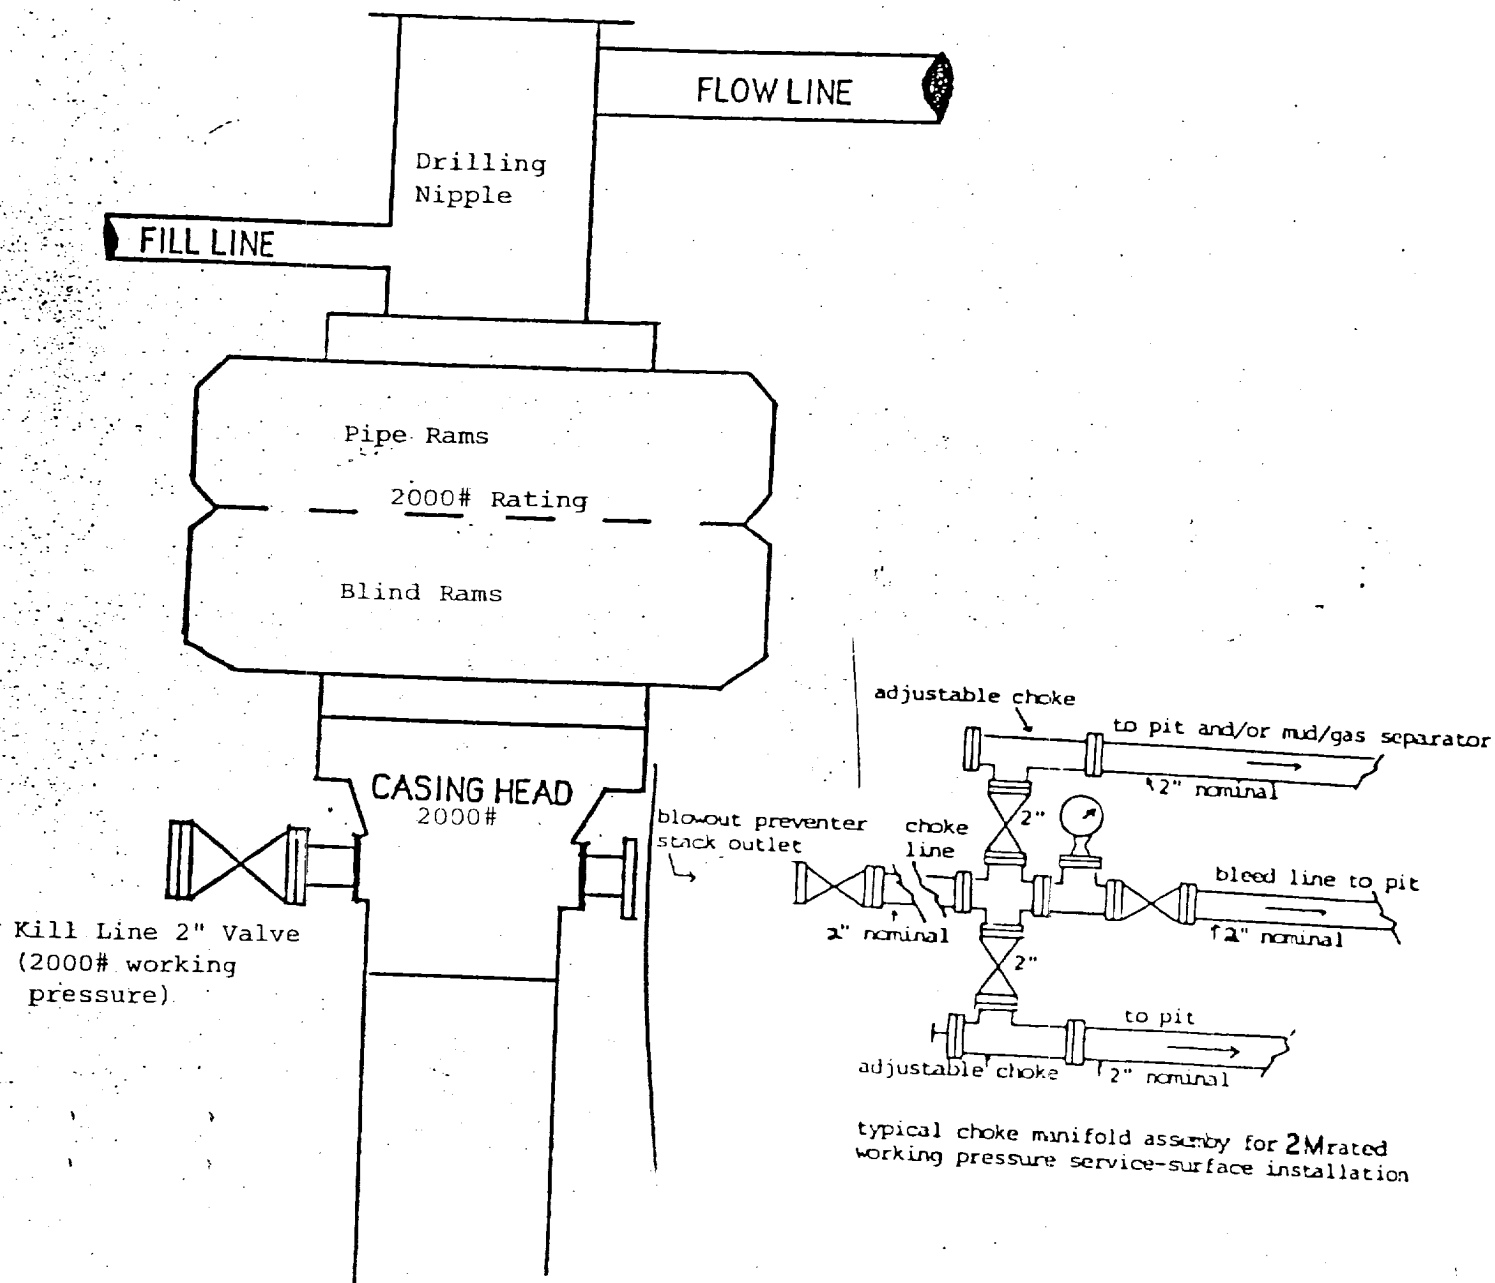 FLOW LINE
Drilling
Nipple
FILL LINE
Pipe Rams
2000# Rating
Blind Rams
CASING HEAD
2000#
Kill Line 2" Valve
(2000# working
pressure)
blowout preventer
stack outlet
adjustable choke
to pit and/or mud/gas separator
2" nominal
2"
choke
line
bleed line to pit
2" nominal
2" nominal
2"
to pit
adjustable choke
2" nominal
typical choke manifold assemby for 2M rated
working pressure service-surface installation